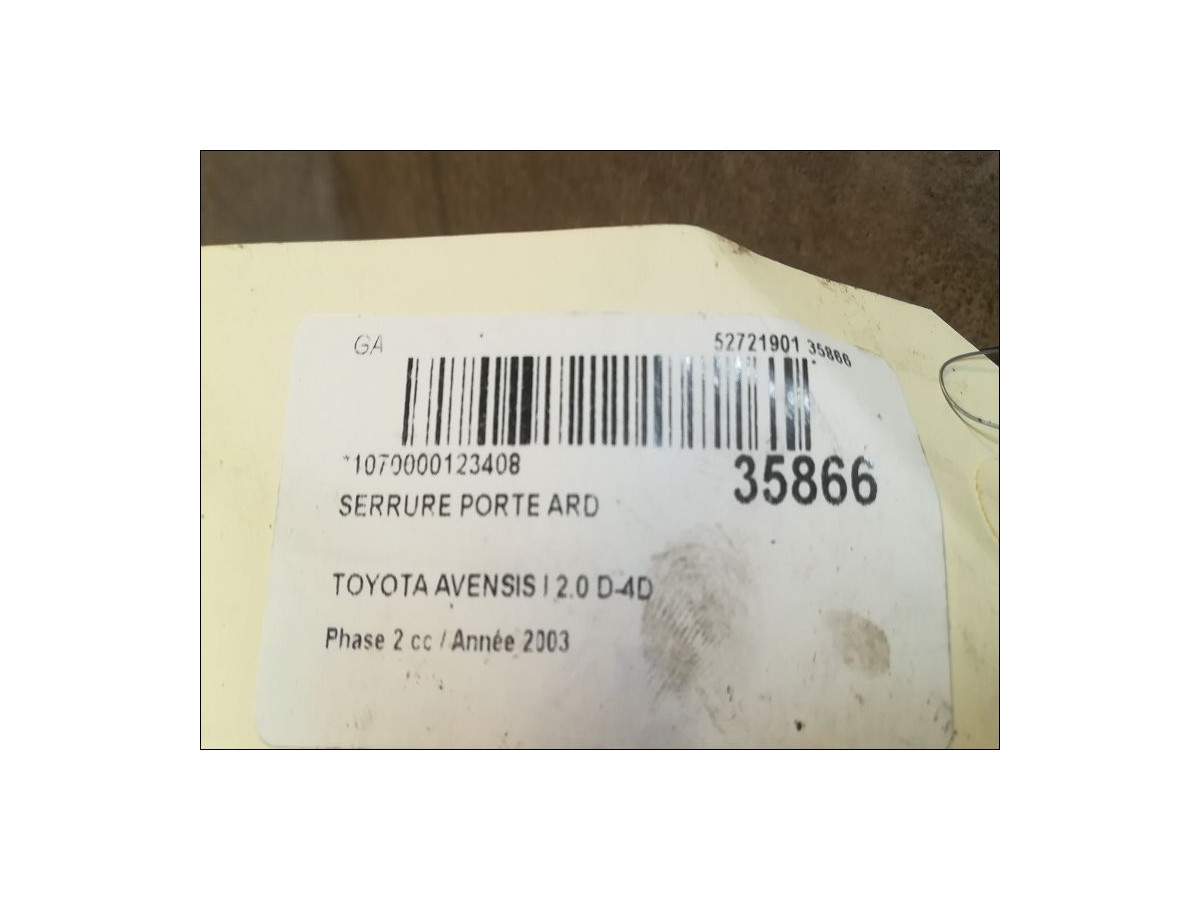 GA
52721901 35866
*1070000123408
35866
SERRURE PORTE ARD
TOYOTA AVENSIS I 2.0 D-4D
Phase 2 cc / Année 2003